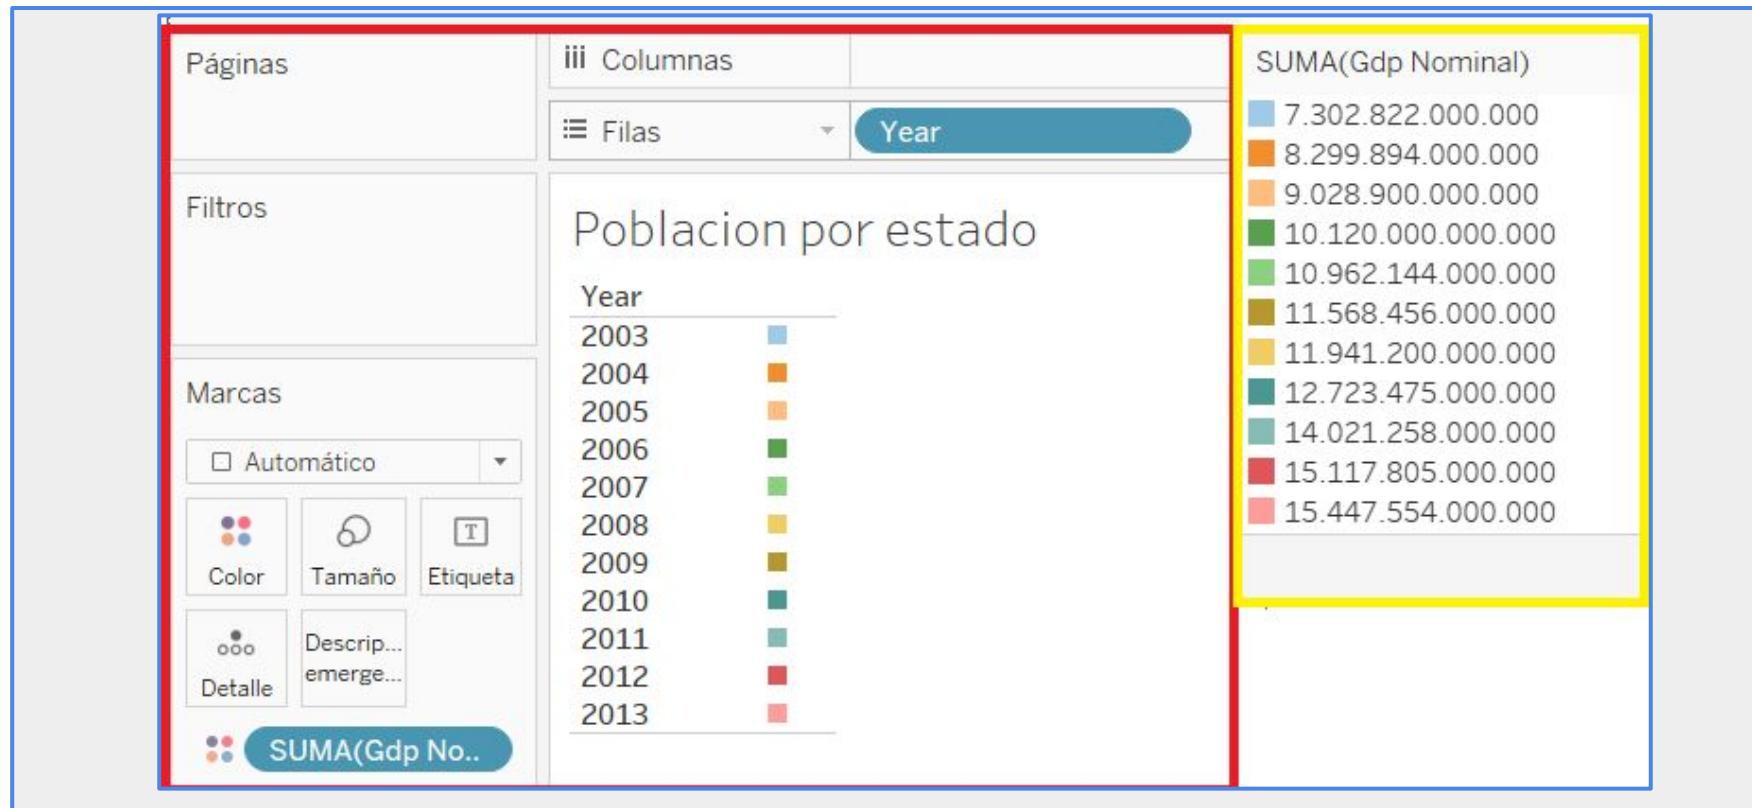 Páginas
Columnas
Filas
Year
Filtros
Marcas
Automático
Color
Tamaño
Etiqueta
Detalle
Descrip...
emerge...
SUMA(Gdp No..
Poblacion por estado
Year
2003
2004
2005
2006
2007
2008
2009
2010
2011
2012
2013
SUMA(Gdp Nominal)
7.302.822.000.000
8.299.894.000.000
9.028.900.000.000
10.120.000.000.000
10.962.144.000.000
11.568.456.000.000
11.941.200.000.000
12.723.475.000.000
14.021.258.000.000
15.117.805.000.000
15.447.554.000.000